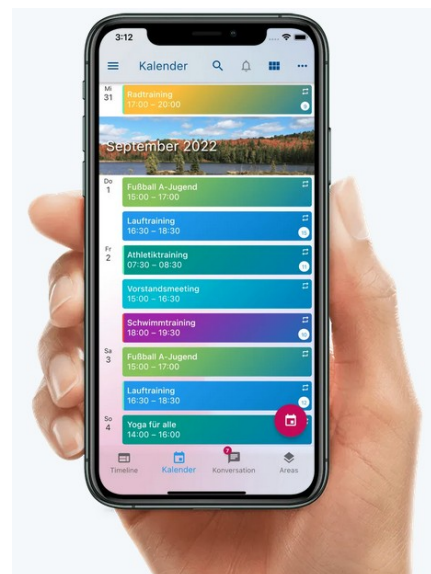 3:12
Kalender
Mi
31
Radtraining
17:00 – 20:00
September 2022
Do
1
Fußball A-Jugend
15:00 – 17:00
Lauftraining
16:30 – 18:30
15
Fr
2
Athletiktraining
07:30 – 08:30
Vorstandsmeeting
15:00 – 16:30
Schwimmtraining
18:00 – 19:30
Sa
3
Fußball A-Jugend
15:00 – 17:00
Lauftraining
16:30 – 18:30
So
4
Yoga für alle
14:00 – 16:00
7
Timeline
Kalender
Konversation
Areas